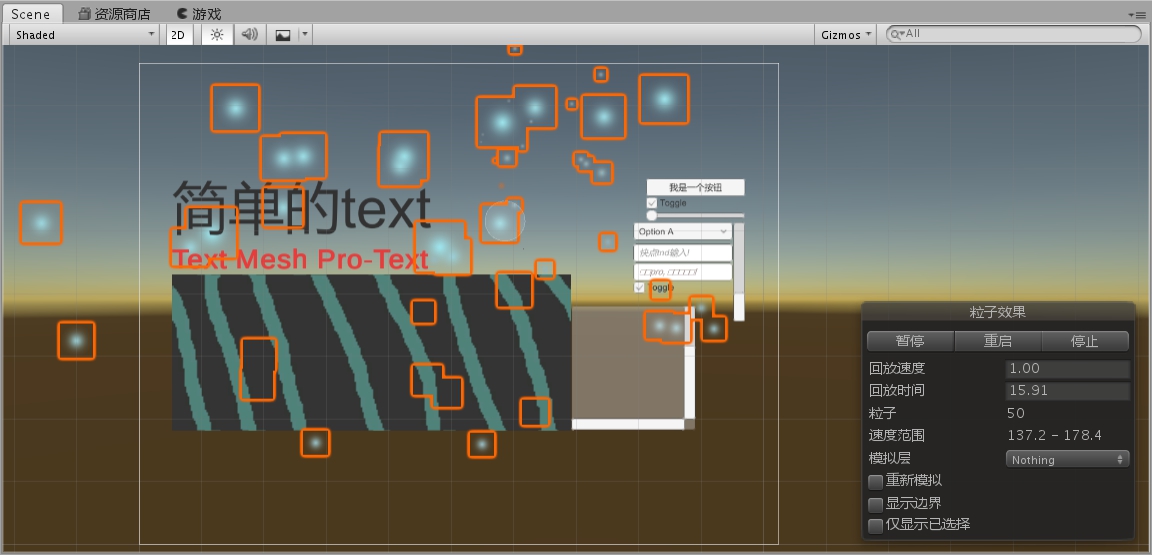 Scene 资源商店 游戏
Shaded 2D Gizmos All
简单的text
Text Mesh Pro-Text
我是一个按钮
Toggle
Option A
快点ind输入!
□□pro, □□□□□!
Toggle
粒子效果
暂停 重启 停止
回放速度 1.00
回放时间 15.91
粒子 50
速度范围 137.2 - 178.4
模拟层 Nothing
重新模拟
显示边界
仅显示已选择